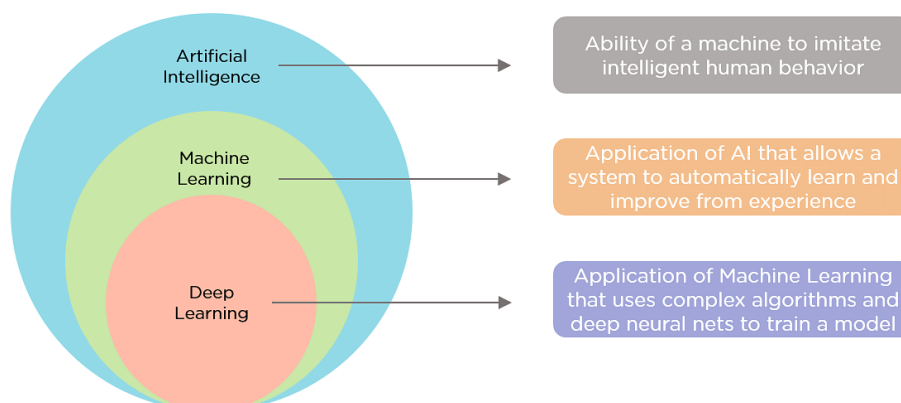 Artificial
Intelligence
Ability of a machine to imitate
intelligent human behavior
Machine
Learning
Application of AI that allows a
system to automatically learn and
improve from experience
Deep
Learning
Application of Machine Learning
that uses complex algorithms and
deep neural nets to train a model